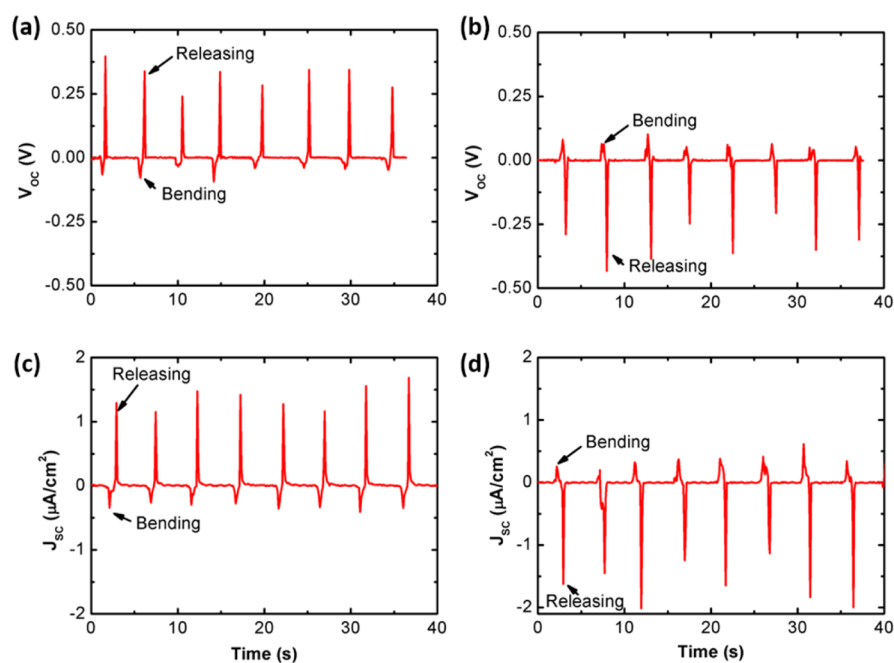 (a)
0.50
0.25
0.00
-0.25
-0.50
V_oc (V)
Releasing
Bending
0 10 20 30 40
(b)
0.50
0.25
0.00
-0.25
-0.50
V_oc (V)
Bending
Releasing
0 10 20 30 40
(c)
2
1
0
-1
-2
J_sc (μA/cm²)
Releasing
Bending
0 10 20 30 40
Time (s)
(d)
2
1
0
-1
-2
J_sc (μA/cm²)
Bending
Releasing
0 10 20 30 40
Time (s)